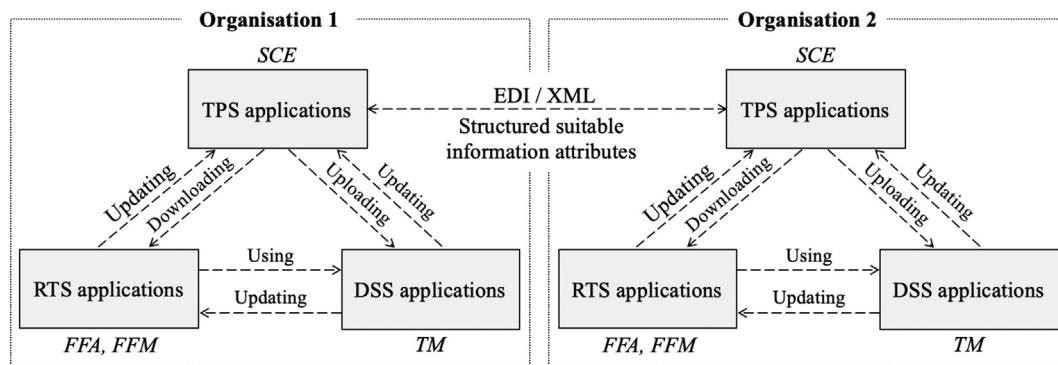 Organisation 1
Organisation 2
SCE
SCE
TPS applications
EDI / XML
TPS applications
Structured suitable
information attributes
Updating
Downloading
Uploading
Updating
Updating
Downloading
Uploading
Updating
RTS applications
Using
DSS applications
RTS applications
Using
DSS applications
Updating
Updating
FFA, FFM
TM
FFA, FFM
TM